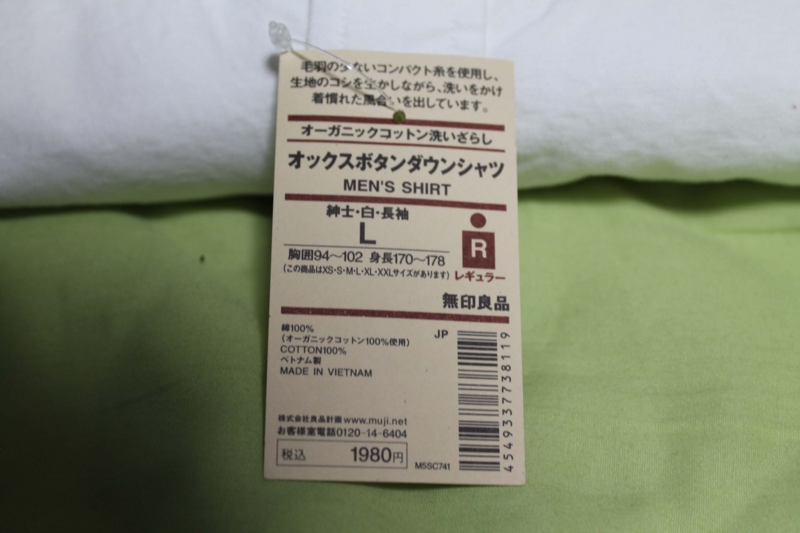 毛羽の少ないコンパクト糸を使用し、
生地のコシを生かしながら、洗いをかけ
着慣れた風合いを出しています。
オーガニックコットン洗いざらし
オックスボタンダウンシャツ
MEN'S SHIRT
紳士・白・長袖
L
胸囲94〜102 身長170〜178
(この商品はXS・S・M・L・XL・XXLサイズがあります)
R
レギュラー
無印良品
綿100%
(オーガニックコットン100%使用)
COTTON100%
ベトナム製
MADE IN VIETNAM
JP
4549337738119
株式会社良品計画 www.muji.net
お客様室電話0120-14-6404
税込 1980円
M5SC741